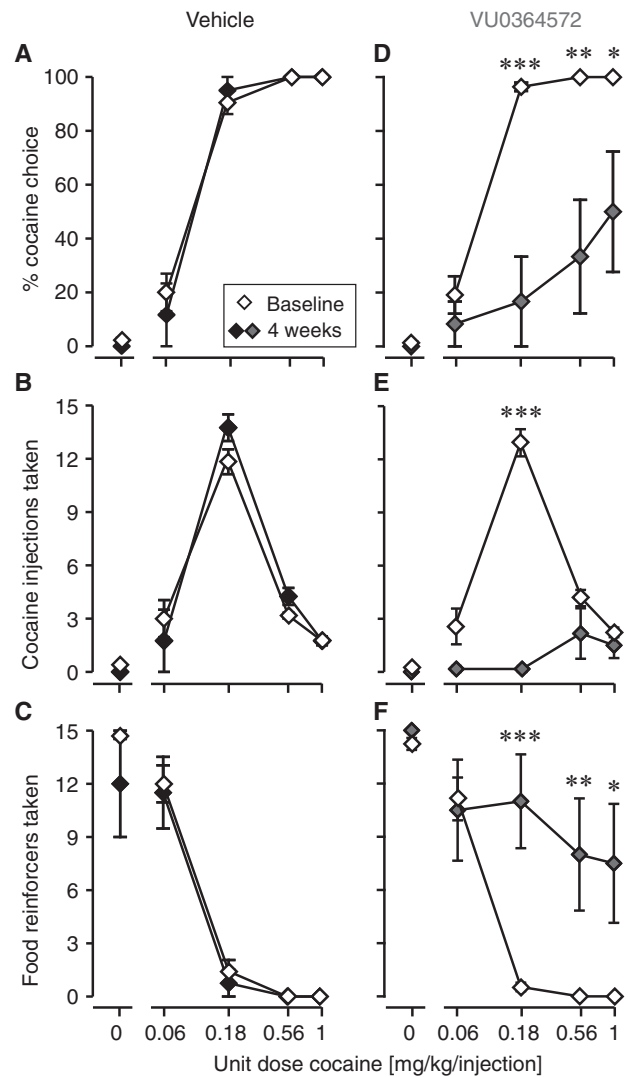 Vehicle
VU0364572
A
D
*** ** *
100
80
60
40
20
0
% cocaine choice
Baseline
4 weeks
B
E
***
15
12
9
6
3
0
Cocaine injections taken
C
F
*** ** *
15
12
9
6
3
0
Food reinforcers taken
0 0.06 0.18 0.56 1
0 0.06 0.18 0.56 1
Unit dose cocaine [mg/kg/injection]